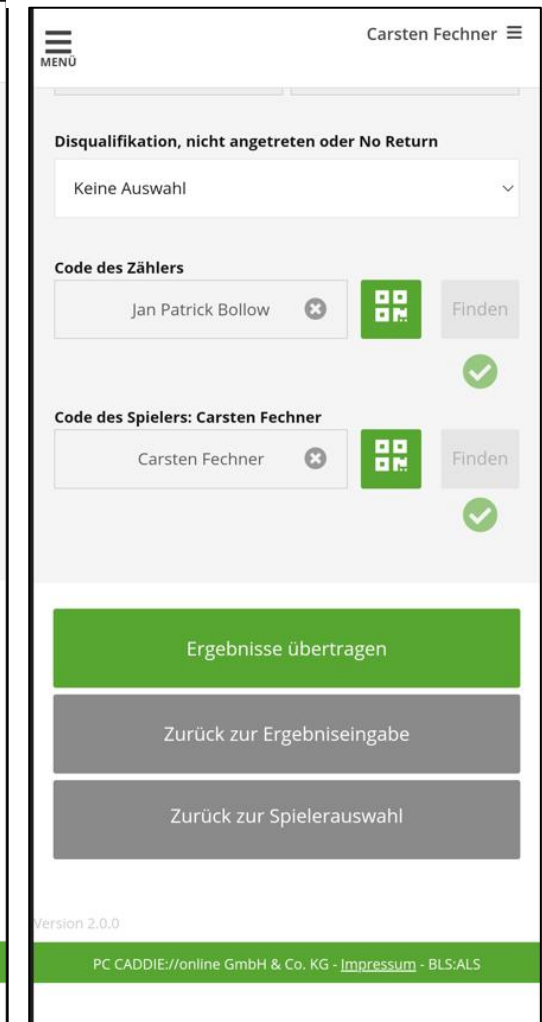 Carsten Fechner
MENÜ
Disqualifikation, nicht angetreten oder No Return
Keine Auswahl
Code des Zählers
Jan Patrick Bollow
Finden
Code des Spielers: Carsten Fechner
Carsten Fechner
Finden
Ergebnisse übertragen
Zurück zur Ergebniseingabe
Zurück zur Spielerauswahl
Version 2.0.0
PC CADDIE://online GmbH & Co. KG - Impressum - BLS:ALS